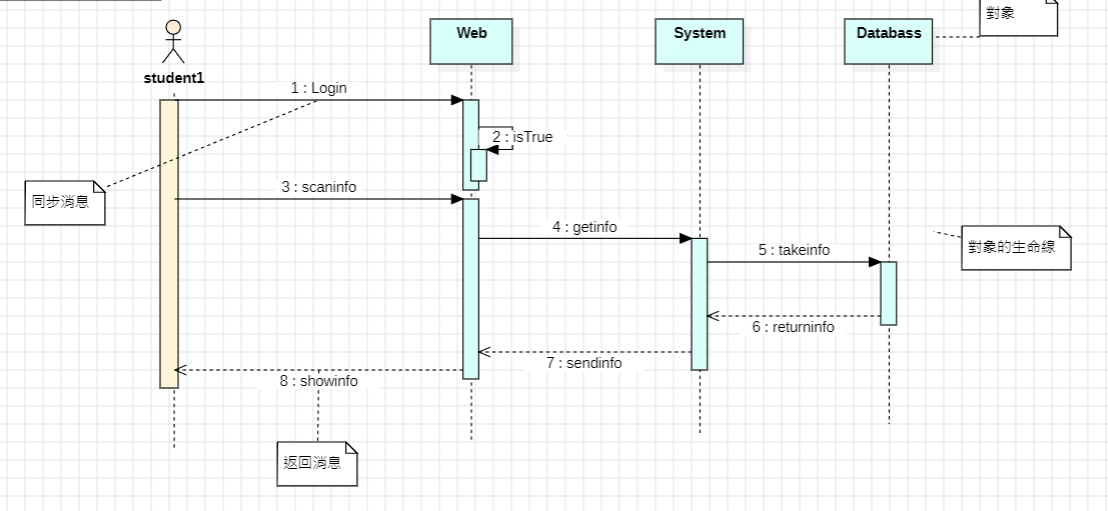 對象
student1
Web
System
Databass
1 : Login
2 : isTrue
同步消息
3 : scaninfo
4 : getinfo
5 : takeinfo
對象的生命線
6 : returninfo
7 : sendinfo
8 : showinfo
返回消息